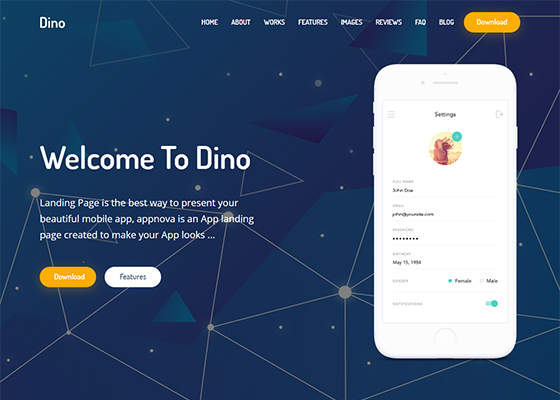 Dino
HOME ABOUT WORKS FEATURES IMAGES REVIEWS FAQ BLOG Download
Welcome To Dino
Landing Page is the best way to present your
beautiful mobile app, appnova is an App landing
page created to make your App looks ...
Download Features
Settings
FULL NAME
John Doe
EMAIL
john@yoursite.com
PASSWORD
••••••••
BIRTHDAY
May 15, 1984
GENDER Female Male
NOTIFICATIONS